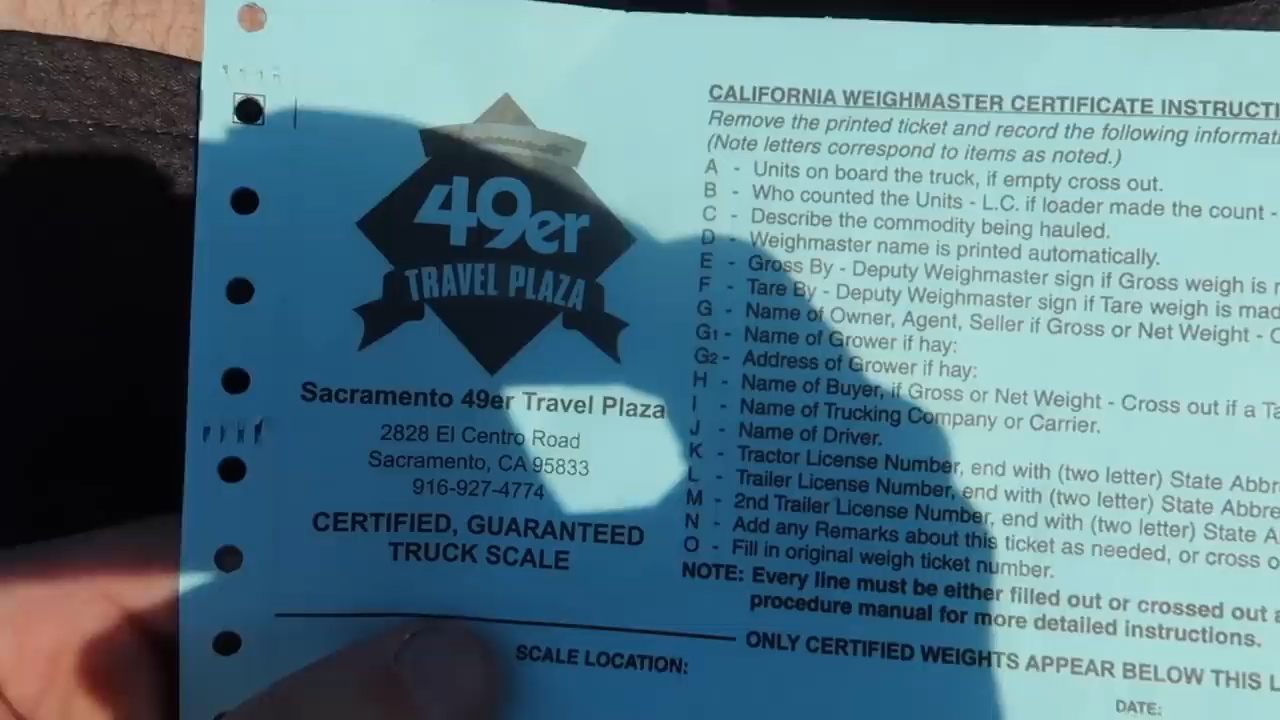 49er
TRAVEL PLAZA
Sacramento 49er Travel Plaza
2828 El Centro Road
Sacramento, CA 95833
916-927-4774
CERTIFIED, GUARANTEED
TRUCK SCALE
CALIFORNIA WEIGHMASTER CERTIFICATE INSTRUCTI
Remove the printed ticket and record the following informat
(Note letters correspond to items as noted.)
A - Units on board the truck, if empty cross out.
B - Who counted the Units - L.C. if loader made the count -
C - Describe the commodity being hauled.
D - Weighmaster name is printed automatically.
E - Gross By - Deputy Weighmaster sign if Gross weigh is
F - Tare By - Deputy Weighmaster sign if Tare weigh is mad
G - Name of Owner, Agent, Seller if Gross or Net Weight -
G1 - Name of Grower if hay:
G2 - Address of Grower if hay:
H - Name of Buyer, if Gross or Net Weight - Cross out if a
I - Name of Trucking Company or Carrier.
J - Name of Driver.
K - Tractor License Number, end with (two letter) State Abbr
L - Trailer License Number, end with (two letter) State Abbre
M - 2nd Trailer License Number, end with (two letter) State A
N - Add any Remarks about this ticket as needed, or cross o
O - Fill in original weigh ticket number.
NOTE: Every line must be either filled out or crossed out
procedure manual for more detailed instructions.
ONLY CERTIFIED WEIGHTS APPEAR BELOW THIS L
SCALE LOCATION:
DATE: